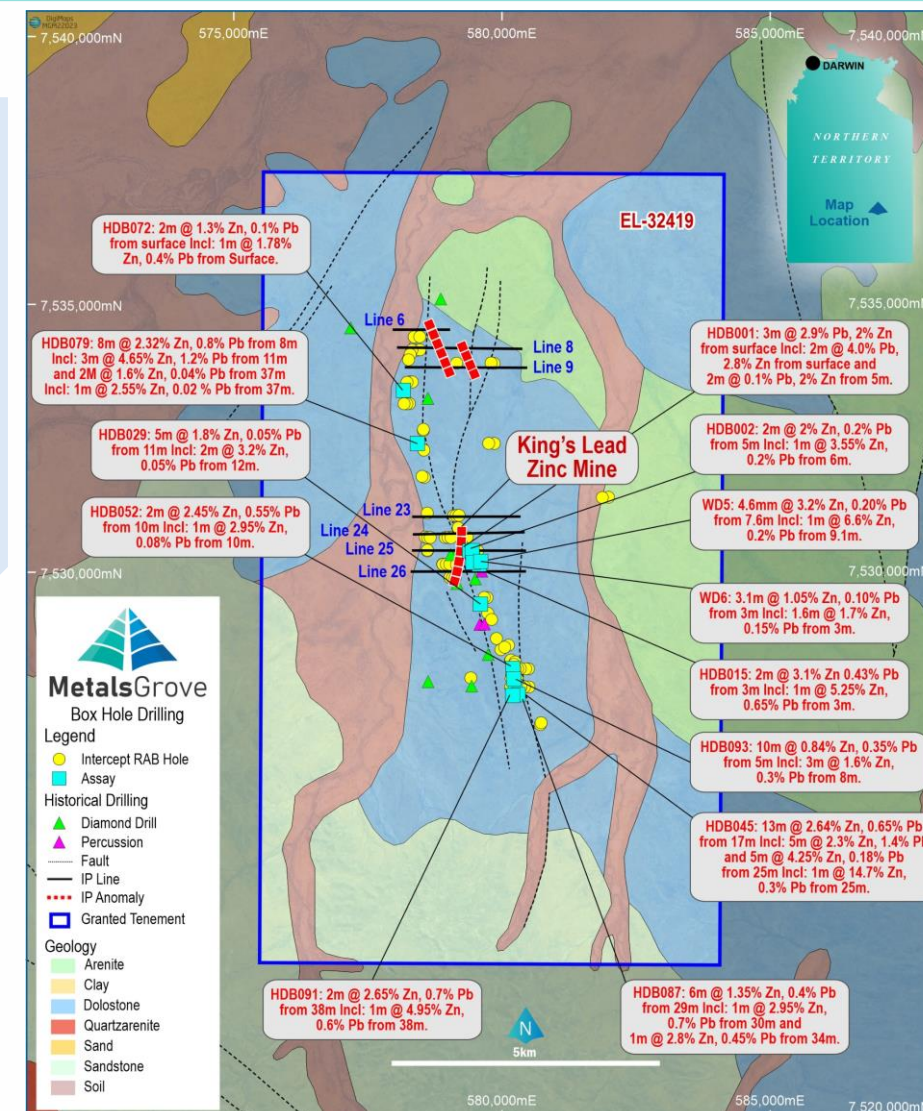 DigiMaps
MGM22023
575,000mE
580,000mE
585,000mE
7,540,000mN
7,540,000mN
DARWIN
NORTHERN
TERRITORY
Map
Location
EL-32419
HDB072: 2m @ 1.3% Zn, 0.1% Pb
from surface Incl: 1m @ 1.78%
Zn, 0.4% Pb from Surface.
7,535,000mN
7,535,000mN
Line 6
Line 8
Line 9
HDB079: 8m @ 2.32% Zn, 0.8% Pb from 8m
Incl: 3m @ 4.65% Zn, 1.2% Pb from 11m
and 2M @ 1.6% Zn, 0.04% Pb from 37m
Incl: 1m @ 2.55% Zn, 0.02 % Pb from 37m.
HDB001: 3m @ 2.9% Pb, 2% Zn
from surface Incl: 2m @ 4.0% Pb,
2.8% Zn from surface and
2m @ 0.1% Pb, 2% Zn from 5m.
HDB029: 5m @ 1.8% Zn, 0.05% Pb
from 11m Incl: 2m @ 3.2% Zn,
0.05% Pb from 12m.
King's Lead
Zinc Mine
HDB002: 2m @ 2% Zn, 0.2% Pb
from 5m Incl: 1m @ 3.55% Zn,
0.2% Pb from 6m.
HDB052: 2m @ 2.45% Zn, 0.55% Pb
from 10m Incl: 1m @ 2.95% Zn,
0.08% Pb from 10m.
Line 23
Line 24
Line 25
Line 26
WD5: 4.6mm @ 3.2% Zn, 0.20% Pb
from 7.6m Incl: 1m @ 6.6% Zn,
0.2% Pb from 9.1m.
7,530,000mN
7,530,000mN
WD6: 3.1m @ 1.05% Zn, 0.10% Pb
from 3m Incl: 1.6m @ 1.7% Zn,
0.15% Pb from 3m.
HDB015: 2m @ 3.1% Zn 0.43% Pb
from 3m Incl: 1m @ 5.25% Zn,
0.65% Pb from 3m.
HDB093: 10m @ 0.84% Zn, 0.35% Pb
from 5m Incl: 3m @ 1.6% Zn,
0.3% Pb from 8m.
HDB045: 13m @ 2.64% Zn, 0.65% Pb
from 17m Incl: 5m @ 2.3% Zn, 1.4% Pb
and 5m @ 4.25% Zn, 0.18% Pb
from 25m Incl: 1m @ 14.7% Zn,
0.3% Pb from 25m.
MetalsGrove
Box Hole Drilling
Legend
Intercept RAB Hole
Assay
Historical Drilling
Diamond Drill
Percussion
Fault
IP Line
IP Anomaly
Granted Tenement
Geology
Arenite
Clay
Dolostone
Quartzarenite
Sand
Sandstone
Soil
HDB091: 2m @ 2.65% Zn, 0.7% Pb
from 38m Incl: 1m @ 4.95% Zn,
0.6% Pb from 38m.
HDB087: 6m @ 1.35% Zn, 0.4% Pb
from 29m Incl: 1m @ 2.95% Zn,
0.7% Pb from 30m and
1m @ 2.8% Zn, 0.45% Pb from 34m.
N
5km
580,000mE
585,000mE
7,520,000mN